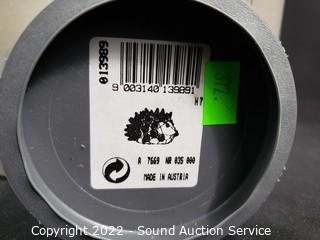 013989
9 003140 139891
372.
A 7669 NR 035 000
MADE IN AUSTRIA
Copyright 2022 - Sound Auction Service